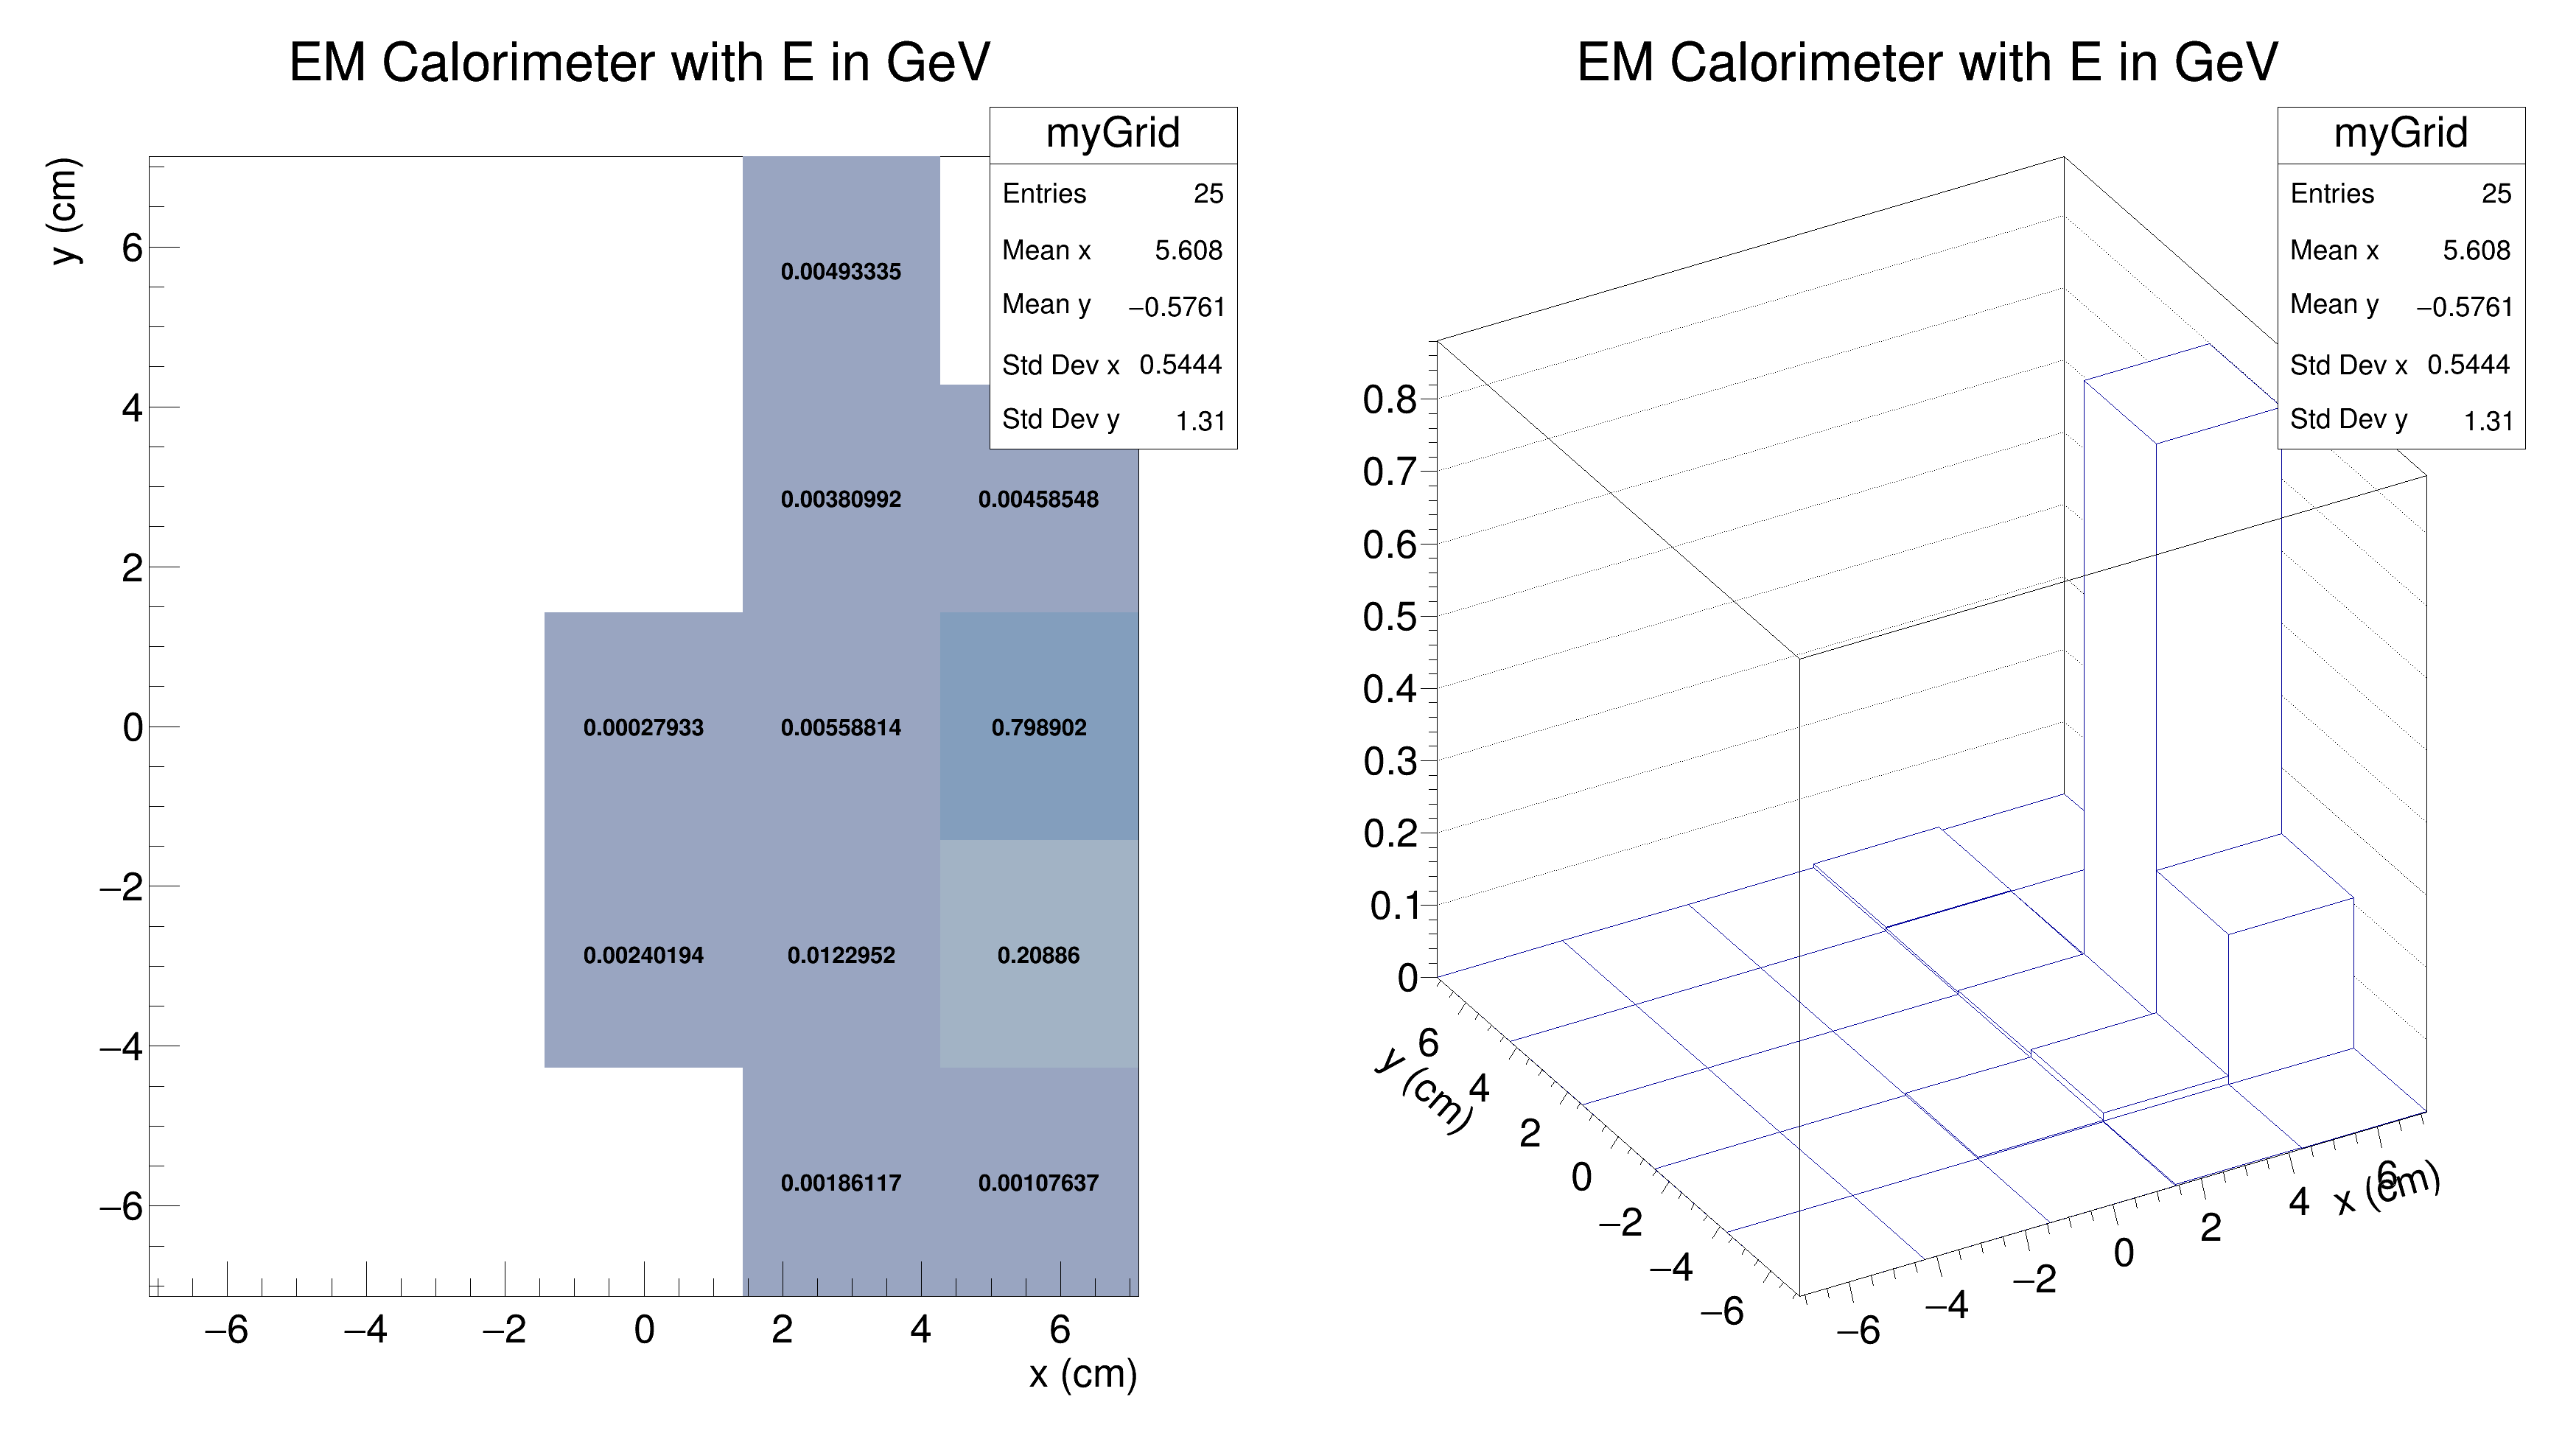 EM Calorimeter with E in GeV
myGrid
Entries 25
Mean x 5.608
Mean y −0.5761
Std Dev x 0.5444
Std Dev y 1.31
y (cm)
6
4
2
0
−2
−4
−6
0.00493335
0.00380992 0.00458548
0.00027933 0.00558814 0.798902
0.00240194 0.0122952 0.20886
0.00186117 0.00107637
−6 −4 −2 0 2 4 6
x (cm)
EM Calorimeter with E in GeV
myGrid
Entries 25
Mean x 5.608
Mean y −0.5761
Std Dev x 0.5444
Std Dev y 1.31
0.8
0.7
0.6
0.5
0.4
0.3
0.2
0.1
0
6
4
2
0
−2
−4
−6
y (cm)
−6
−4
−2
0
2
4
6
x (cm)